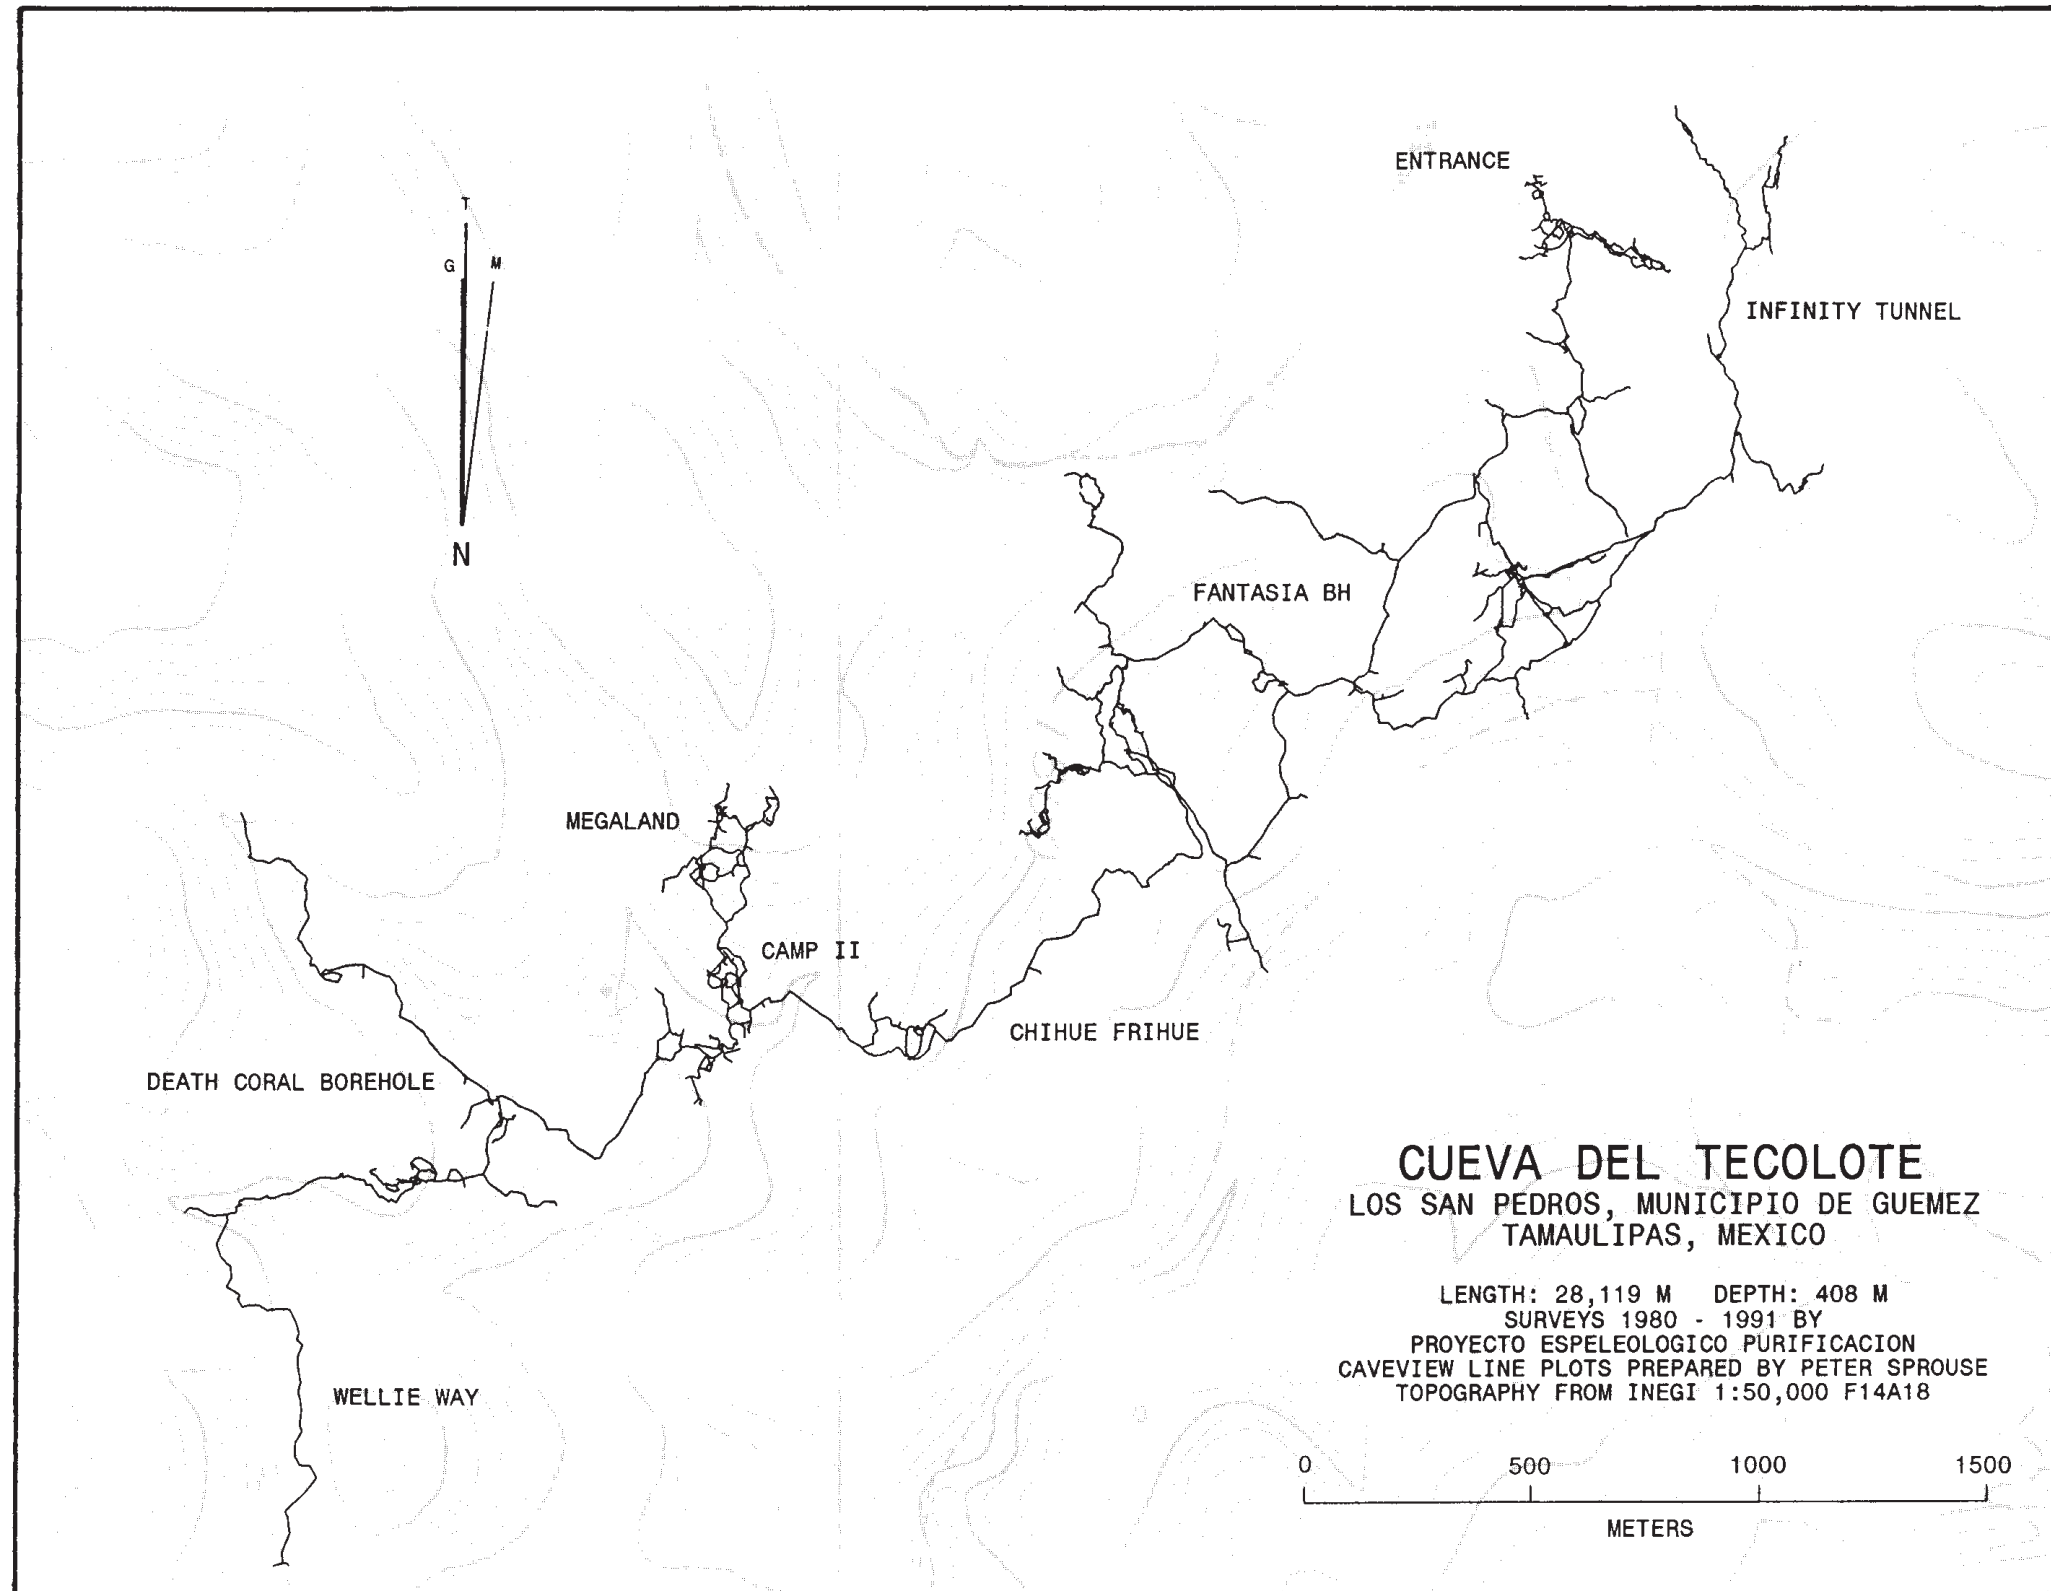 ENTRANCE
T
G M
INFINITY TUNNEL
N
FANTASIA BH
MEGALAND
CAMP II
CHIHUE FRIHUE
DEATH CORAL BOREHOLE
CUEVA DEL TECOLOTE
LOS SAN PEDROS, MUNICIPIO DE GUEMEZ
TAMAULIPAS, MEXICO
LENGTH: 28,119 M DEPTH: 408 M
SURVEYS 1980 - 1991 BY
PROYECTO ESPELEOLOGICO PURIFICACION
CAVEVIEW LINE PLOTS PREPARED BY PETER SPROUSE
TOPOGRAPHY FROM INEGI 1:50,000 F14A18
WELLIE WAY
0 500 1000 1500
METERS